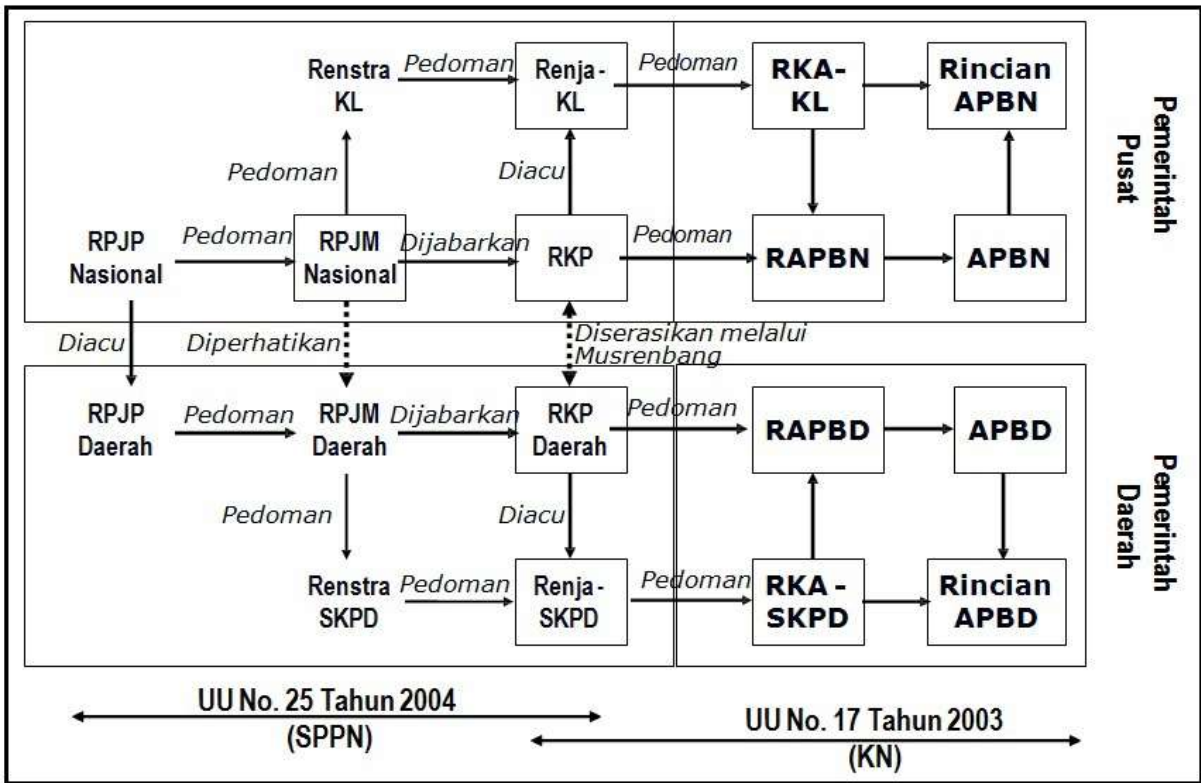 Renstra
KL
Pedoman
Renja -
KL
Pedoman
RKA-
KL
Rincian
APBN
Pemerintah
Pusat
Pedoman
Diacu
RPJP
Nasional
Pedoman
RPJM
Nasional
Dijabarkan
RKP
Pedoman
RAPBN
APBN
Diacu
Diperhatikan
Diserasikan melalui
Musrenbang
RPJP
Daerah
Pedoman
RPJM
Daerah
Dijabarkan
RKP
Daerah
Pedoman
RAPBD
APBD
Pemerintah
Daerah
Pedoman
Diacu
Renstra
SKPD
Pedoman
Renja -
SKPD
Pedoman
RKA -
SKPD
Rincian
APBD
UU No. 25 Tahun 2004
(SPPN)
UU No. 17 Tahun 2003
(KN)